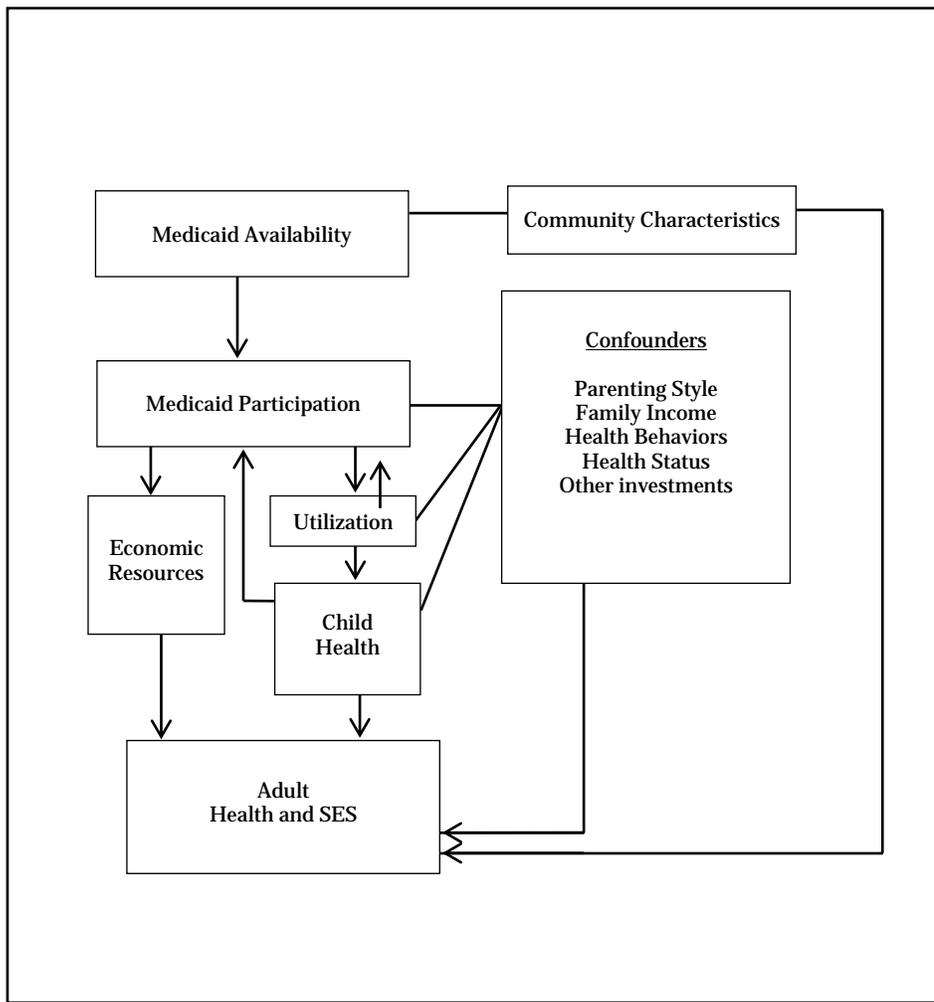 Medicaid Availability
Community Characteristics
Confounders
Parenting Style
Family Income
Health Behaviors
Health Status
Other investments
Medicaid Participation
Utilization
Economic
Resources
Child
Health
Adult
Health and SES